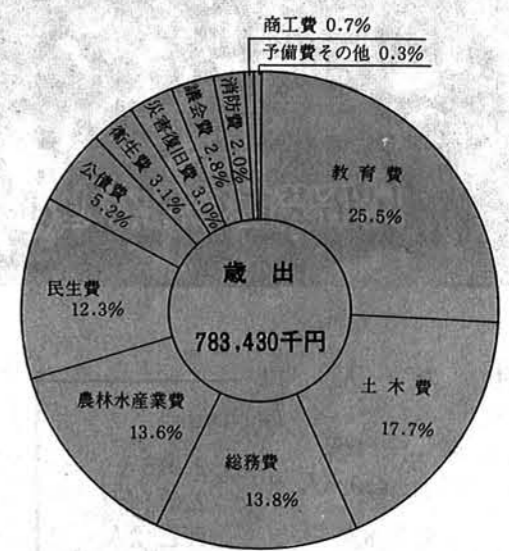 商工費 0.7%
予備費その他 0.3%
教育費
25.5%
土木費
17.7%
総務費
13.8%
農林水産業費
13.6%
民生費
12.3%
公債費
5.2%
衛生費 3.1%
災害復旧費 3.0%
議会費 2.8%
消防費 2.0%
歳出
783,430千円